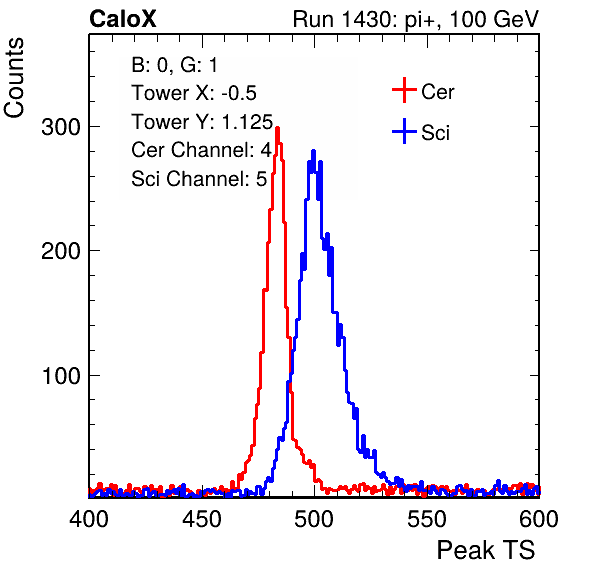 CaloX Run 1430: pi+, 100 GeV
Counts
B: 0, G: 1
Tower X: -0.5
Tower Y: 1.125
Cer Channel: 4
Sci Channel: 5
Cer
Sci
300
200
100
400 450 500 550 600
Peak TS